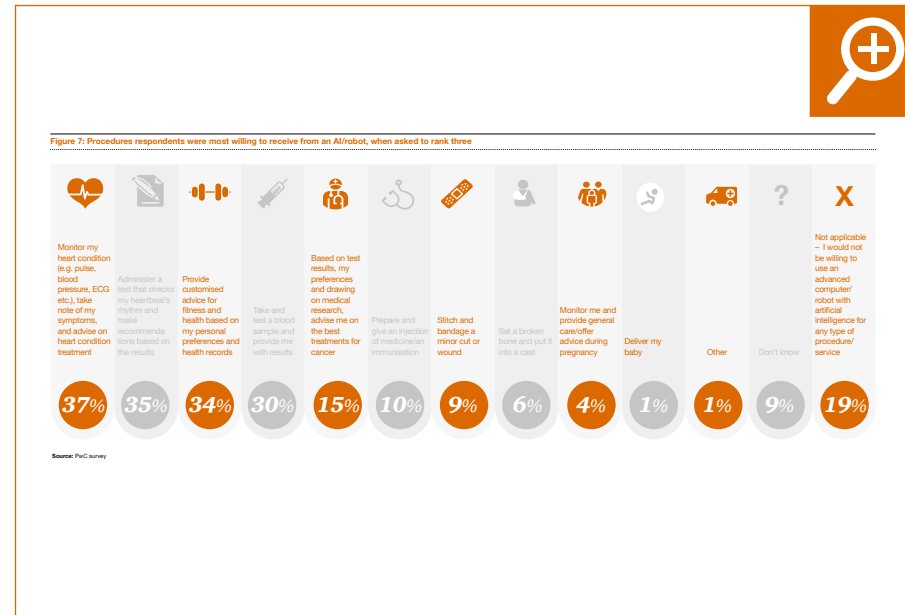 Figure 7: Procedures respondents were most willing to receive from an AI/robot, when asked to rank three
Monitor my
heart condition
(e.g. pulse,
blood
pressure, ECG
etc.), take
note of my
symptoms,
and advise on
heart condition
treatment
37%
Administer a
test that checks
my heartbeat's
rhythm and
make
recommenda
tions based on
the results
35%
Provide
customised
advice for
fitness and
health based on
my personal
preferences and
health records
34%
Take and
test a blood
sample and
provide me
with results
30%
Based on test
results, my
preferences
and drawing
on medical
research,
advise me on
the best
treatments for
cancer
15%
Prepare and
give an injection
of medicine/an
immunisation
10%
Stitch and
bandage a
minor cut or
wound
9%
Set a broken
bone and put it
into a cast
6%
Monitor me and
provide general
care/offer
advice during
pregnancy
4%
Deliver my
baby
1%
Other
1%
?
Don't know
9%
X
Not applicable
– I would not
be willing to
use an
advanced
computer/
robot with
artificial
intelligence for
any type of
procedure/
service
19%
Source: PwC survey